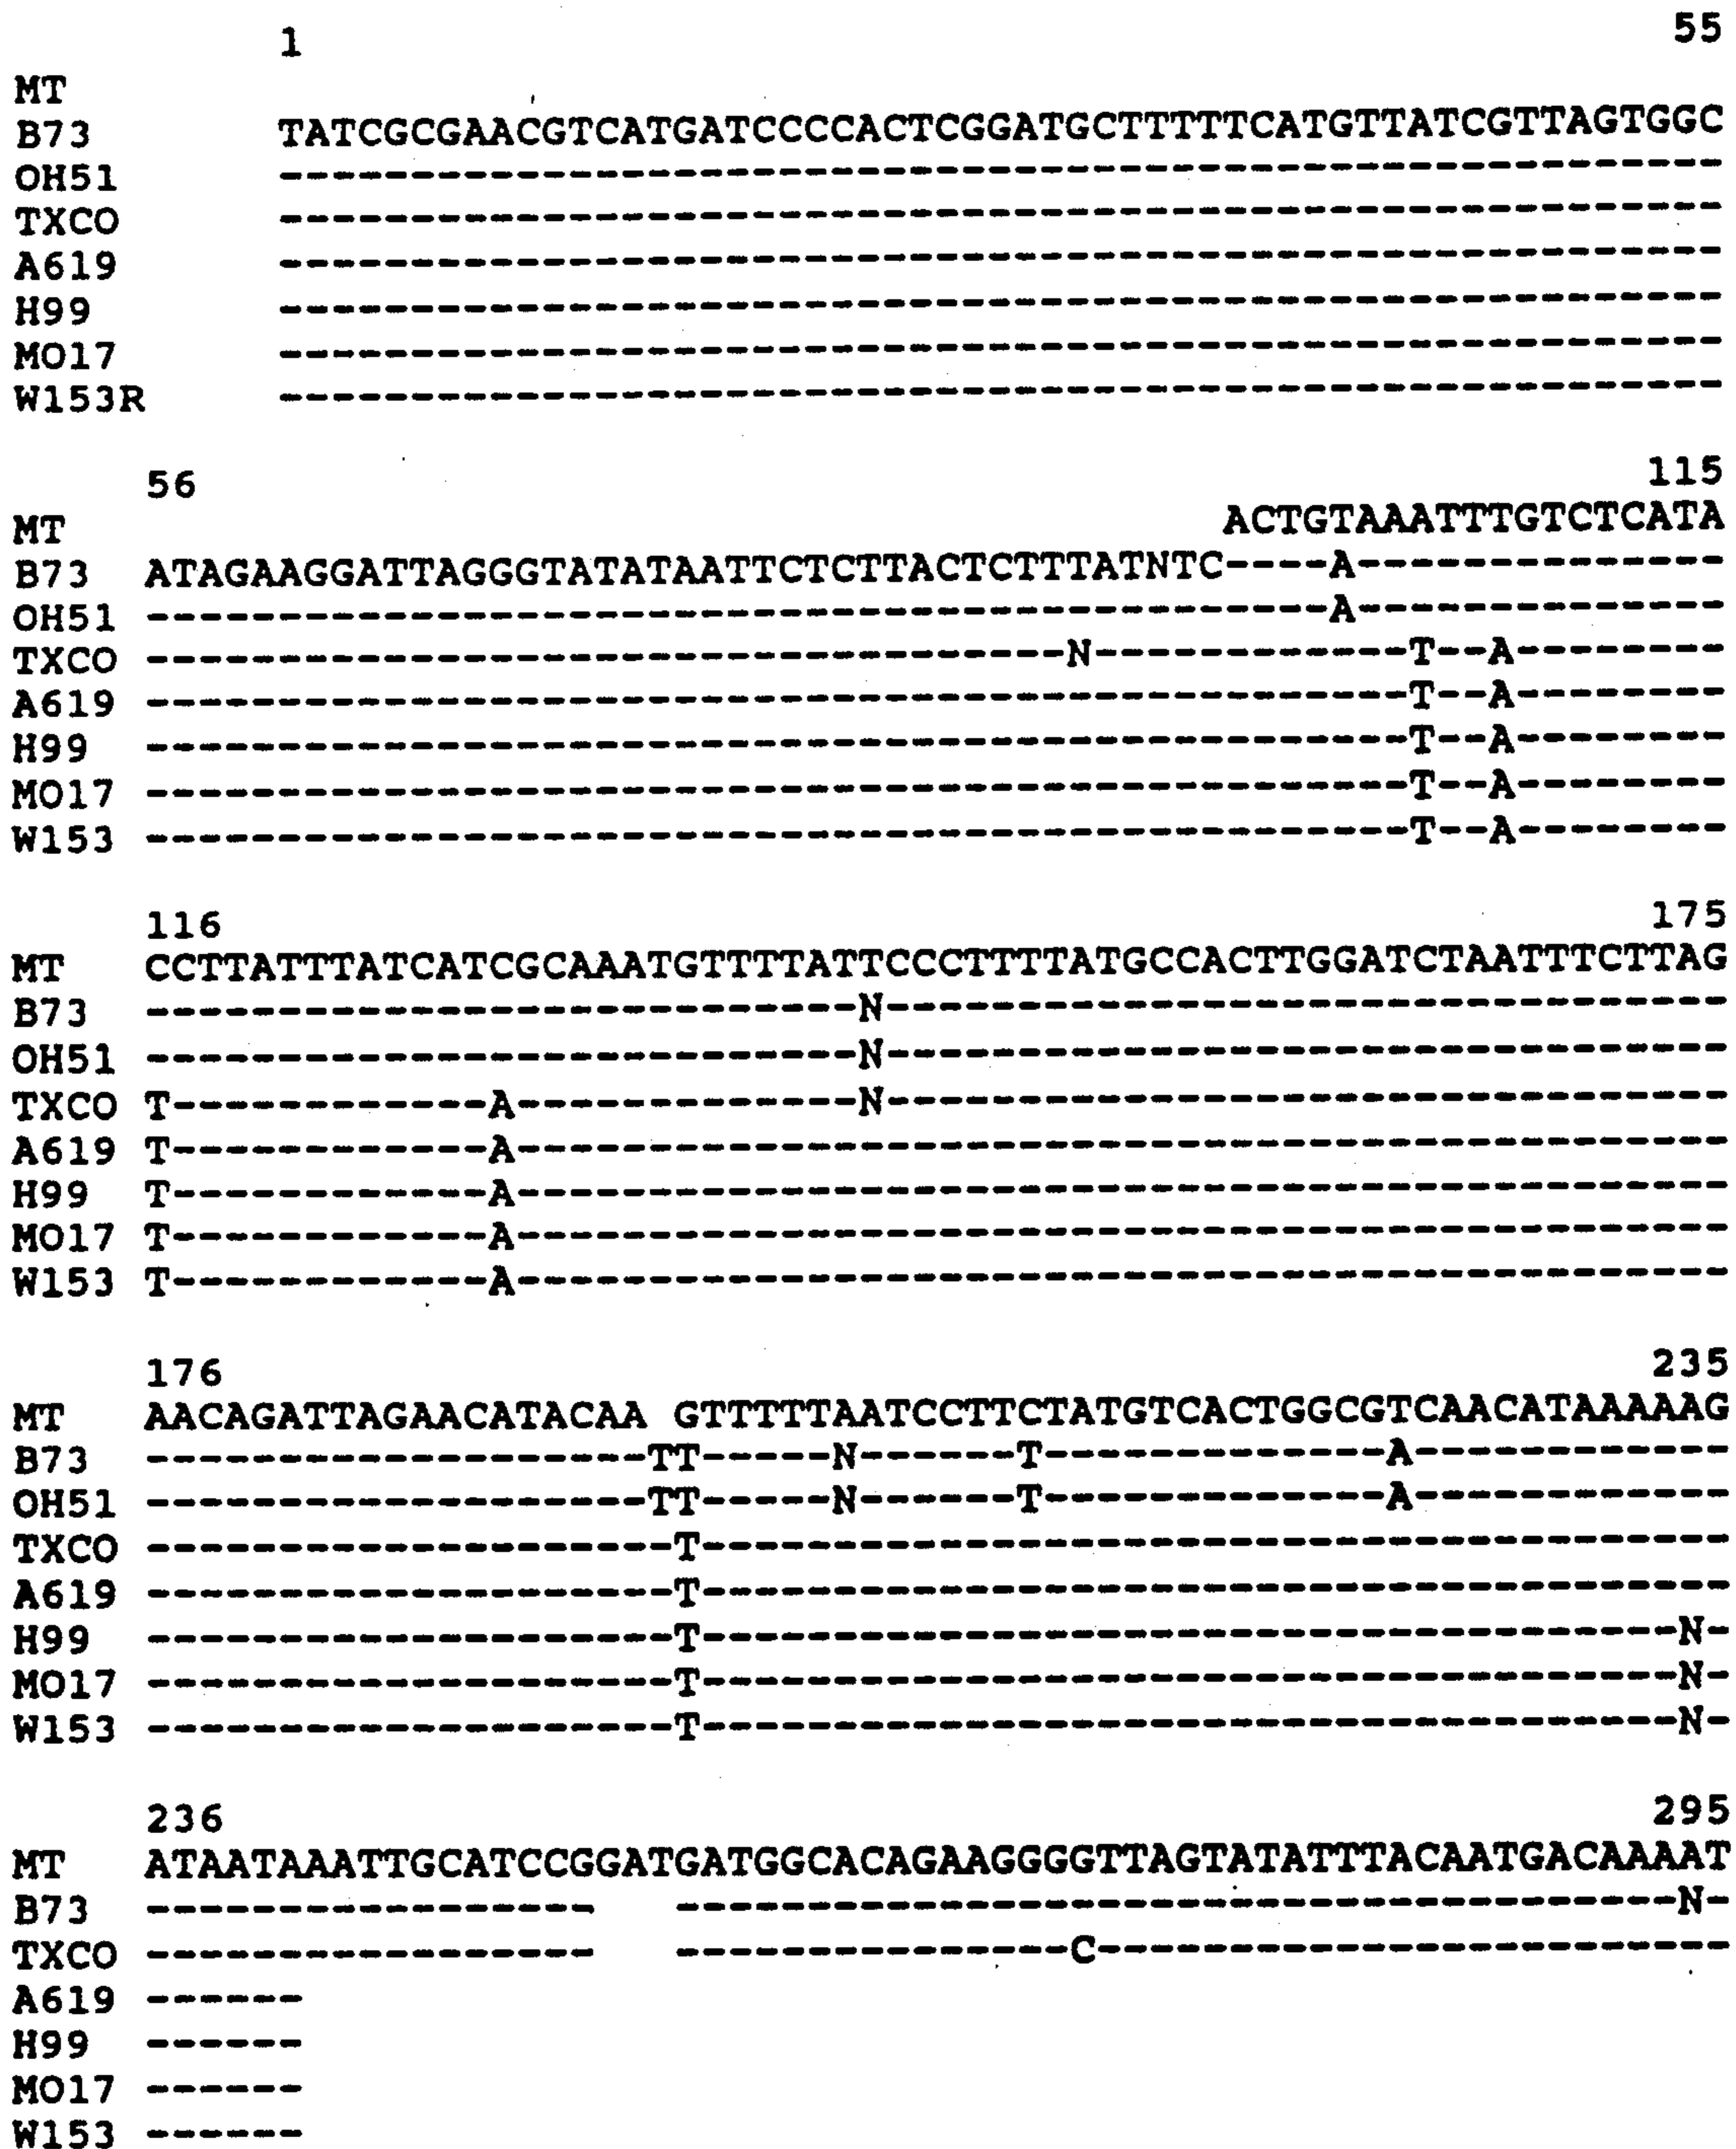 1 55
MT
B73 TATCGCGAACGTCATGATCCCCACTCGGATGCTTTTTCATGTTATCGTTAGTGGC
OH51 -------------------------------------------------------
TXCO -------------------------------------------------------
A619 -------------------------------------------------------
H99 -------------------------------------------------------
MO17 -------------------------------------------------------
W153R -------------------------------------------------------
56 115
MT ACTGTAAATTTGTCTCATA
B73 ATAGAAGGATTAGGGTATATAATTCTCTTACTCTTTATNTC----A--------------
OH51 ---------------------------------------------A--------------
TXCO -----------------------------------N------------T--A--------
A619 ------------------------------------------------T--A--------
H99 ------------------------------------------------T--A--------
MO17 ------------------------------------------------T--A--------
W153 ------------------------------------------------T--A--------
116 175
MT CCTTATTTATCATCGCAAATGTTTTATTCCCTTTTATGCCACTTGGATCTAATTTCTTAG
B73 ---------------------------N--------------------------------
OH51 ---------------------------N--------------------------------
TXCO T------------A-------------N--------------------------------
A619 T------------A----------------------------------------------
H99 T------------A----------------------------------------------
MO17 T------------A----------------------------------------------
W153 T------------A----------------------------------------------
176 235
MT AACAGATTAGAACATACAA GTTTTTAATCCTTCTATGTCACTGGCGTCAACATAAAAAG
B73 -------------------TT-----N------T-------------A------------
OH51 -------------------TT-----N------T-------------A------------
TXCO --------------------T---------------------------------------
A619 --------------------T---------------------------------------
H99 --------------------T-------------------------------------N-
MO17 --------------------T-------------------------------------N-
W153 --------------------T-------------------------------------N-
236 295
MT ATAATAAATTGCATCCGGATGATGGCACAGAAGGGGTTAGTATATTTACAATGACAAAAT
B73 -----------------   --------------------------------------N-
TXCO -----------------   ---------------C------------------------
A619 ------
H99 ------
MO17 ------
W153 ------